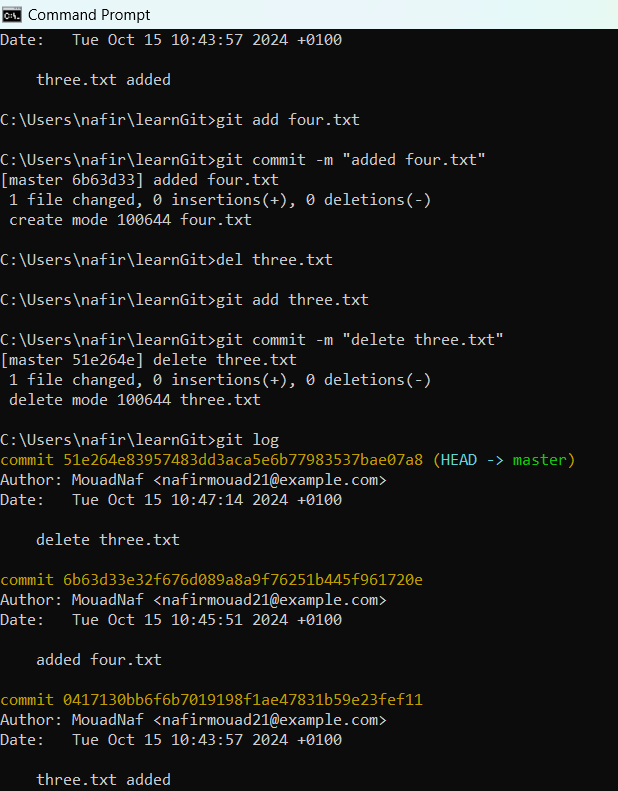 Command Prompt
Date:   Tue Oct 15 10:43:57 2024 +0100
    three.txt added
C:\Users\nafir\learnGit>git add four.txt
C:\Users\nafir\learnGit>git commit -m "added four.txt"
[master 6b63d33] added four.txt
 1 file changed, 0 insertions(+), 0 deletions(-)
 create mode 100644 four.txt
C:\Users\nafir\learnGit>del three.txt
C:\Users\nafir\learnGit>git add three.txt
C:\Users\nafir\learnGit>git commit -m "delete three.txt"
[master 51e264e] delete three.txt
 1 file changed, 0 insertions(+), 0 deletions(-)
 delete mode 100644 three.txt
C:\Users\nafir\learnGit>git log
commit 51e264e83957483dd3aca5e6b77983537bae07a8 (HEAD -> master)
Author: MouadNaf <nafirmouad21@example.com>
Date:   Tue Oct 15 10:47:14 2024 +0100
    delete three.txt
commit 6b63d33e32f676d089a8a9f76251b445f961720e
Author: MouadNaf <nafirmouad21@example.com>
Date:   Tue Oct 15 10:45:51 2024 +0100
    added four.txt
commit 0417130bb6f6b7019198f1ae47831b59e23fef11
Author: MouadNaf <nafirmouad21@example.com>
Date:   Tue Oct 15 10:43:57 2024 +0100
    three.txt added